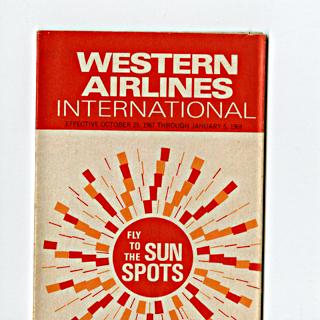 WESTERN
AIRLINES
INTERNATIONAL
EFFECTIVE OCTOBER 29, 1967 THROUGH JANUARY 5, 1968
FLY
TO
THE SUN
SPOTS